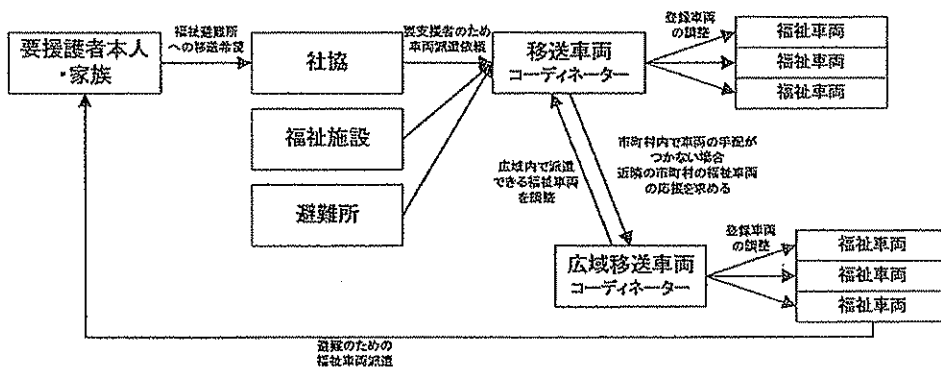 要援護者本人
・家族
福祉避難所
への移送希望
社協
福祉施設
避難所
要支援者のため
車両派遣依頼
移送車両
コーディネーター
登録車両
の調整
福祉車両
福祉車両
福祉車両
広域内で派遣
できる福祉車両
を調整
市町村内で車両の手配が
つかない場合
近隣の市町村の福祉車両
の応援を求める
広域移送車両
コーディネーター
登録車両
の調整
福祉車両
福祉車両
福祉車両
避難のための
福祉車両派遣